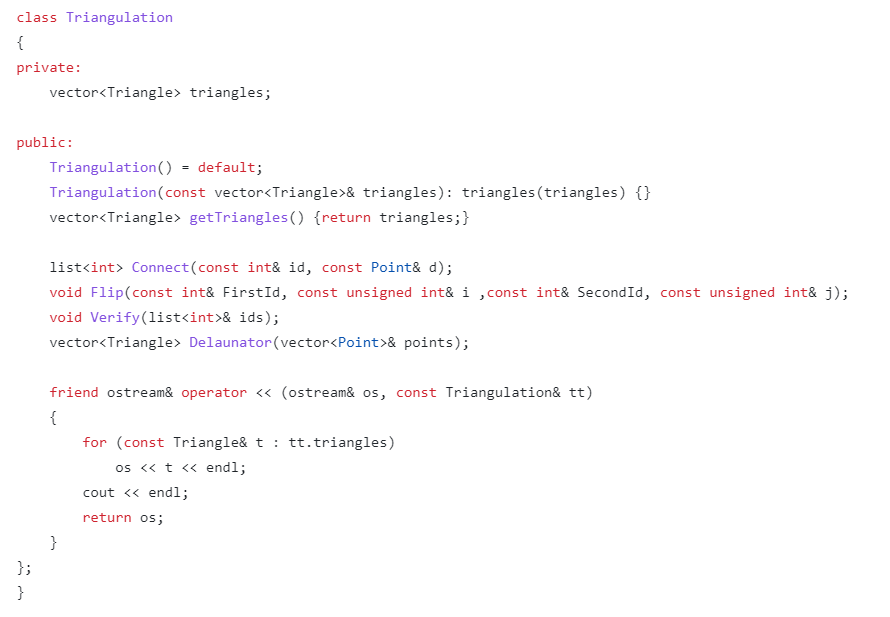 class Triangulation
{
private:
    vector<Triangle> triangles;

public:
    Triangulation() = default;
    Triangulation(const vector<Triangle>& triangles): triangles(triangles) {}
    vector<Triangle> getTriangles() {return triangles;}

    list<int> Connect(const int& id, const Point& d);
    void Flip(const int& FirstId, const unsigned int& i ,const int& SecondId, const unsigned int& j);
    void Verify(list<int>& ids);
    vector<Triangle> Delaunator(vector<Point>& points);

    friend ostream& operator << (ostream& os, const Triangulation& tt)
    {
        for (const Triangle& t : tt.triangles)
            os << t << endl;
        cout << endl;
        return os;
    }
};
}